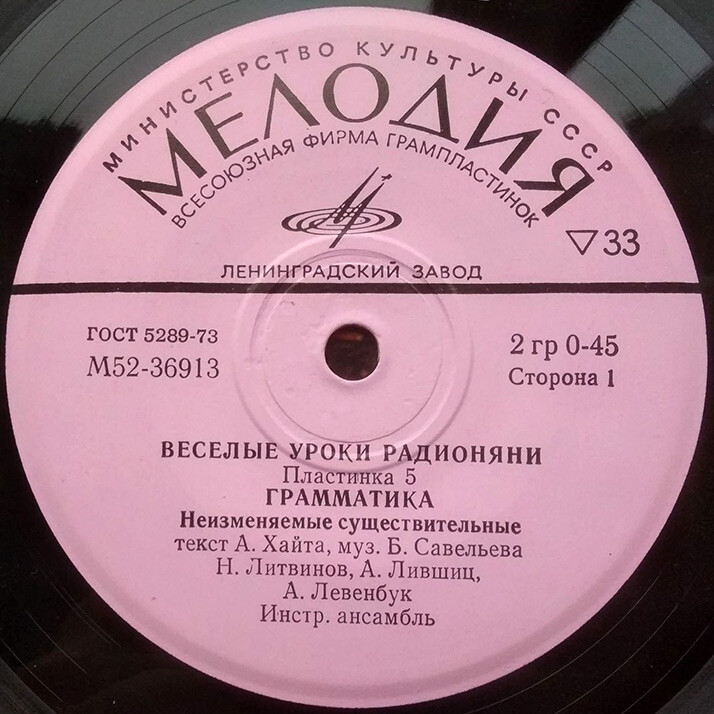 МИНИСТЕРСТВО КУЛЬТУРЫ СССР
МЕЛОДИЯ
ВСЕСОЮЗНАЯ ФИРМА ГРАМПЛАСТИНОК
▽33
ЛЕНИНГРАДСКИЙ ЗАВОД
ГОСТ 5289-73
М52-36913
2 гр 0-45
Сторона 1
ВЕСЕЛЫЕ УРОКИ РАДИОНЯНИ
Пластинка 5
ГРАММАТИКА
Неизменяемые существительные
текст А. Хайта, муз. Б. Савельева
Н. Литвинов, А. Лившиц,
А. Левенбук
Инстр. ансамбль